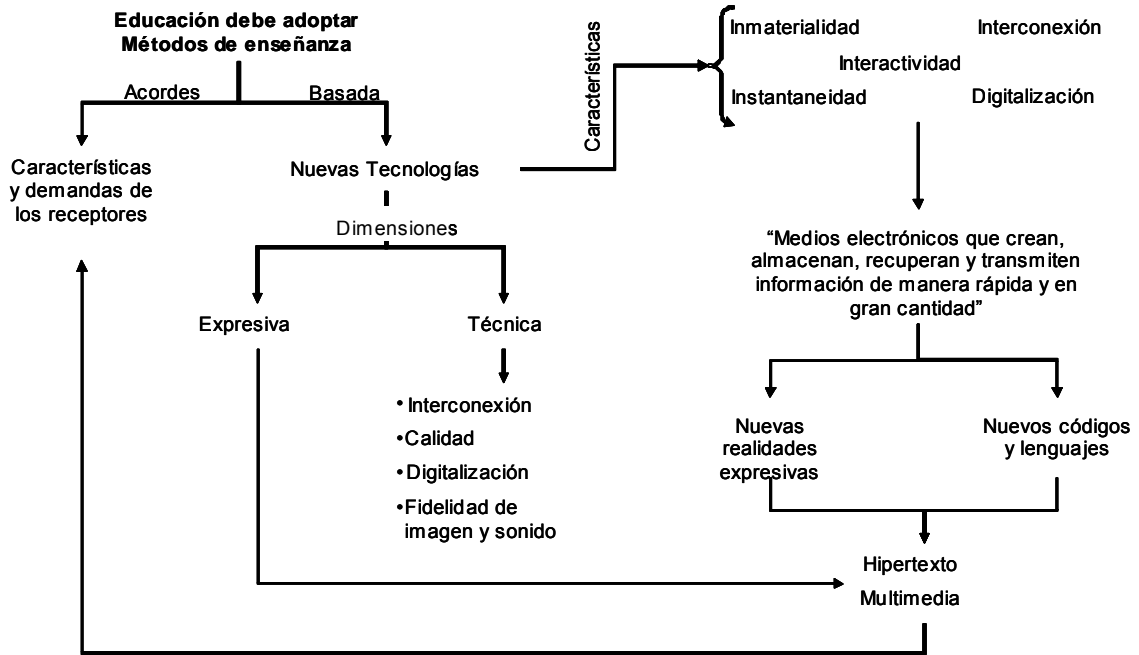 Educación debe adoptar
Métodos de enseñanza
Acordes
Basada
Características
y demandas de
los receptores
Nuevas Tecnologías
Características
Inmaterialidad
Interconexión
Interactividad
Instantaneidad
Digitalización
Dimensiones
Expresiva
Técnica
• Interconexión
• Calidad
• Digitalización
• Fidelidad de
imagen y sonido
“Medios electrónicos que crean,
almacenan, recuperan y transmiten
información de manera rápida y en
gran cantidad”
Nuevas
realidades
expresivas
Nuevos códigos
y lenguajes
Hipertexto
Multimedia